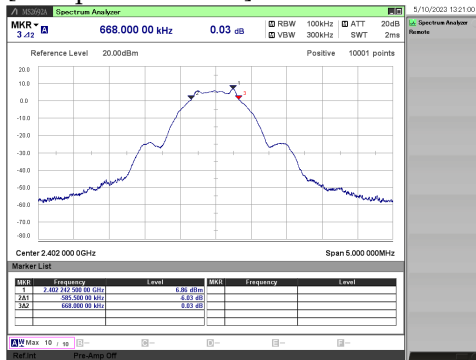 MS2692A Spectrum Analyzer
5/10/2023 13:21:00
MKR
3 Δ2
668.000 00 kHz
0.03 dB
RBW 100kHz
ATT 20dB
VBW 300kHz
SWT 2ms
Spectrum Analyzer
Remote
Reference Level 20.00dBm
Positive 10001 points
20.0
10.0
0.0
-10.0
-20.0
-30.0
-40.0
-50.0
-60.0
-70.0
-80.0
1
2
3
Center 2.402 000 0GHz
Span 5.000 000MHz
Marker List
MKR Frequency Level MKR Frequency Level
1 2.402 242 500 00 GHz 6.86 dBm
2Δ1 -585.500 00 kHz -6.03 dB
3Δ2 668.000 00 kHz 0.03 dB
A W Max 10 / 10
Ref.Int Pre-Amp Off